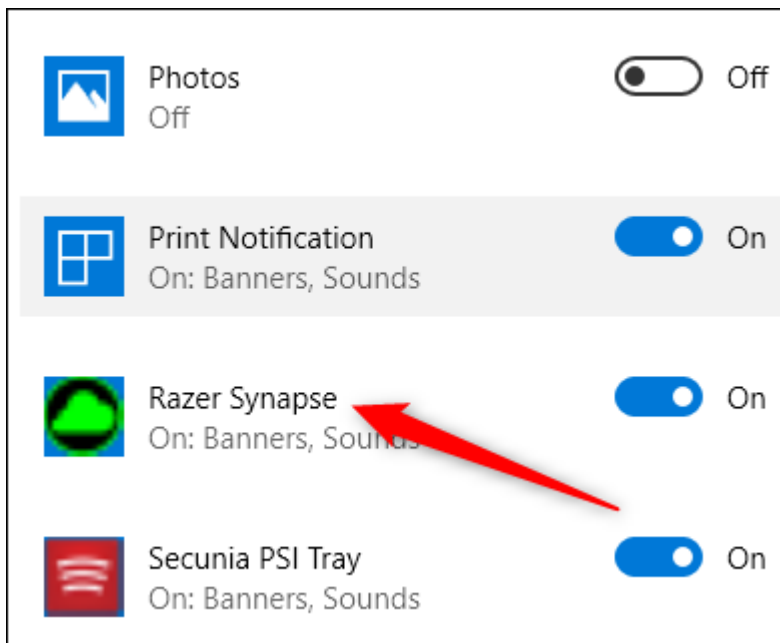 Photos
Off
Off
Print Notification
On
On: Banners, Sounds
Razer Synapse
On
On: Banners, Sounds
Secunia PSI Tray
On
On: Banners, Sounds